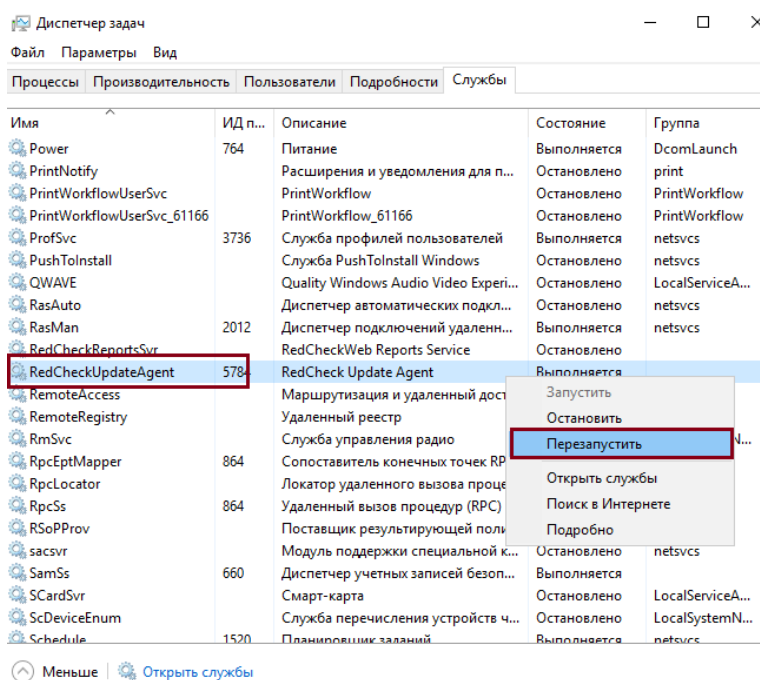 Диспетчер задач
Файл Параметры Вид
Процессы Производительность Пользователи Подробности Службы
Имя ИД п... Описание Состояние Группа
Power 764 Питание Выполняется DcomLaunch
PrintNotify Расширения и уведомления для п... Остановлено print
PrintWorkflowUserSvc PrintWorkflow Остановлено PrintWorkflow
PrintWorkflowUserSvc_61166 PrintWorkflow_61166 Остановлено PrintWorkflow
ProfSvc 3736 Служба профилей пользователей Выполняется netsvcs
PushToInstall Служба PushToInstall Windows Остановлено netsvcs
QWAVE Quality Windows Audio Video Experi... Остановлено LocalServiceA...
RasAuto Диспетчер автоматических подкл... Остановлено netsvcs
RasMan 2012 Диспетчер подключений удаленн... Выполняется netsvcs
RedCheckReportsSvr RedCheckWeb Reports Service Остановлено
RedCheckUpdateAgent 5784 RedCheck Update Agent Выполняется
RemoteAccess Маршрутизация и удаленный дост
Запустить
RemoteRegistry Удаленный реестр
Остановить
RmSvc Служба управления радио
Перезапустить
RpcEptMapper 864 Сопоставитель конечных точек RP
RpcLocator Локатор удаленного вызова проце
Открыть службы
RpcSs 864 Удаленный вызов процедур (RPC)
Поиск в Интернете
RSoPProv Поставщик результирующей поли
Подробно
sacsvr Модуль поддержки специальной к... Остановлено netsvcs
SamSs 660 Диспетчер учетных записей безоп... Выполняется
SCardSvr Смарт-карта Остановлено LocalServiceA...
ScDeviceEnum Служба перечисления устройств ч... Остановлено LocalSystemN...
Schedule 1520 Планировщик заданий Выполняется netsvcs
Меньше Открыть службы